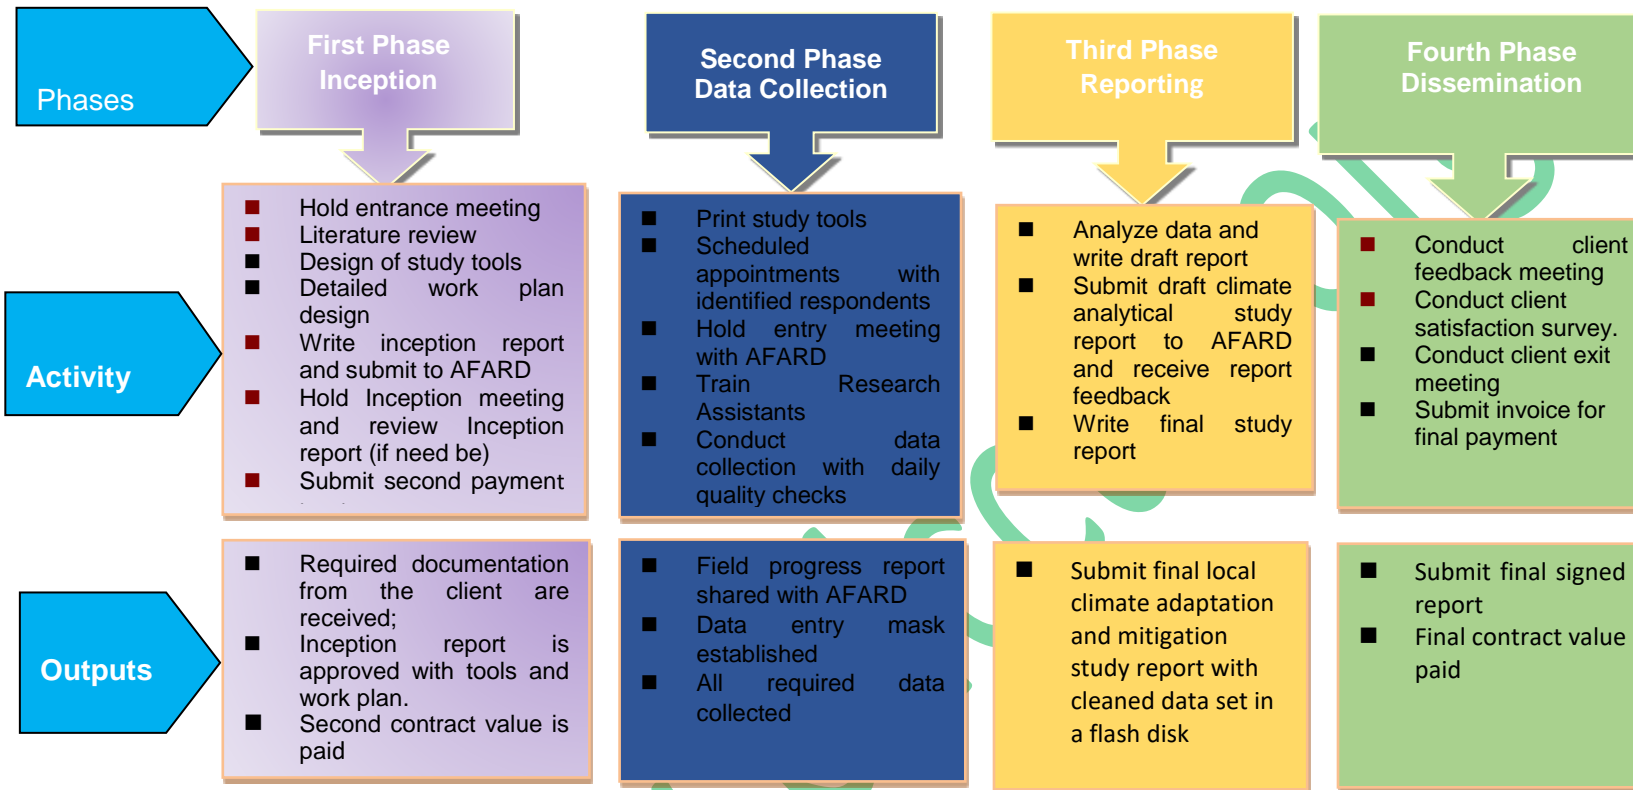 Phases
First Phase
Inception
Second Phase
Data Collection
Third Phase
Reporting
Fourth Phase
Dissemination
Activity
Hold entrance meeting
Literature review
Design of study tools
Detailed work plan
design
Write inception report
and submit to AFARD
Hold Inception meeting
and review Inception
report (if need be)
Submit second payment
Print study tools
Scheduled
appointments with
identified respondents
Hold entry meeting
with AFARD
Train Research
Assistants
Conduct data
collection with daily
quality checks
Analyze data and
write draft report
Submit draft climate
analytical study
report to AFARD
and receive report
feedback
Write final study
report
Conduct client
feedback meeting
Conduct client
satisfaction survey.
Conduct client exit
meeting
Submit invoice for
final payment
Outputs
Required documentation
from the client are
received;
Inception report is
approved with tools and
work plan.
Second contract value is
paid
Field progress report
shared with AFARD
Data entry mask
established
All required data
collected
Submit final local
climate adaptation
and mitigation
study report with
cleaned data set in
a flash disk
Submit final signed
report
Final contract value
paid